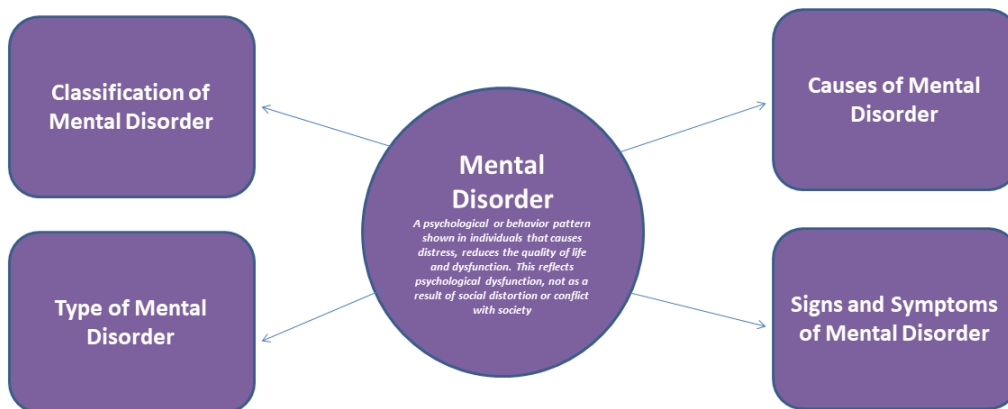 Classification of
Mental Disorder
Causes of Mental
Disorder
Mental
Disorder
A psychological or behavior pattern
shown in individuals that causes
distress, reduces the quality of life
and dysfunction. This reflects
psychological dysfunction, not as a
result of social distortion or conflict
with society
Type of Mental
Disorder
Signs and Symptoms
of Mental Disorder